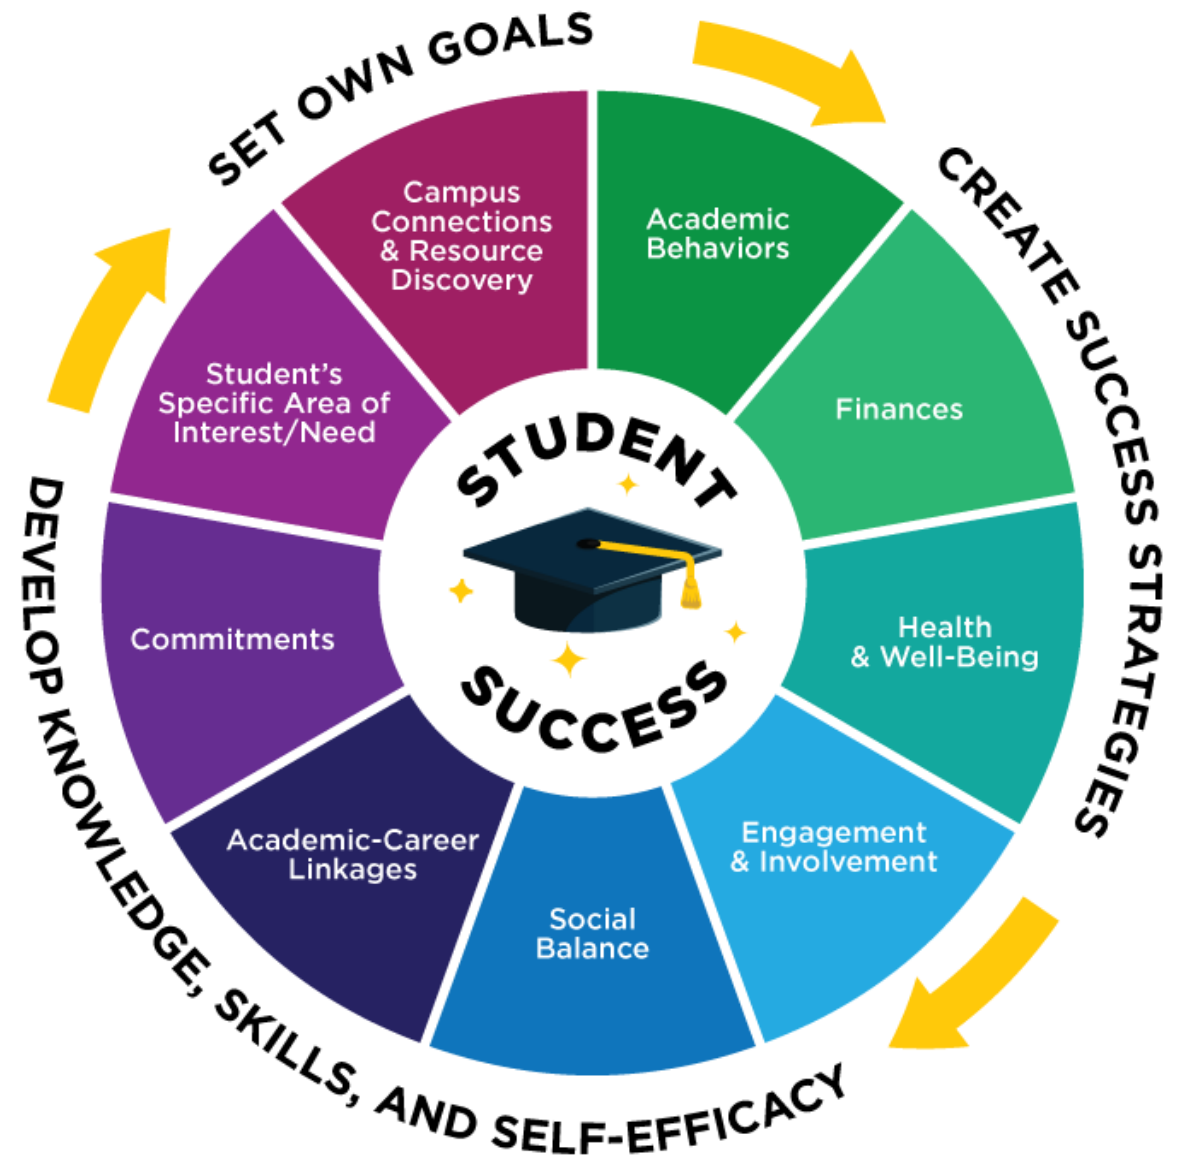 SET OWN GOALS
CREATE SUCCESS STRATEGIES
DEVELOP KNOWLEDGE, SKILLS, AND SELF-EFFICACY
Campus
Connections
& Resource
Discovery
Academic
Behaviors
Finances
Health
& Well-Being
Engagement
& Involvement
Social
Balance
Academic-Career
Linkages
Commitments
Student’s
Specific Area of
Interest/Need
STUDENT
SUCCESS